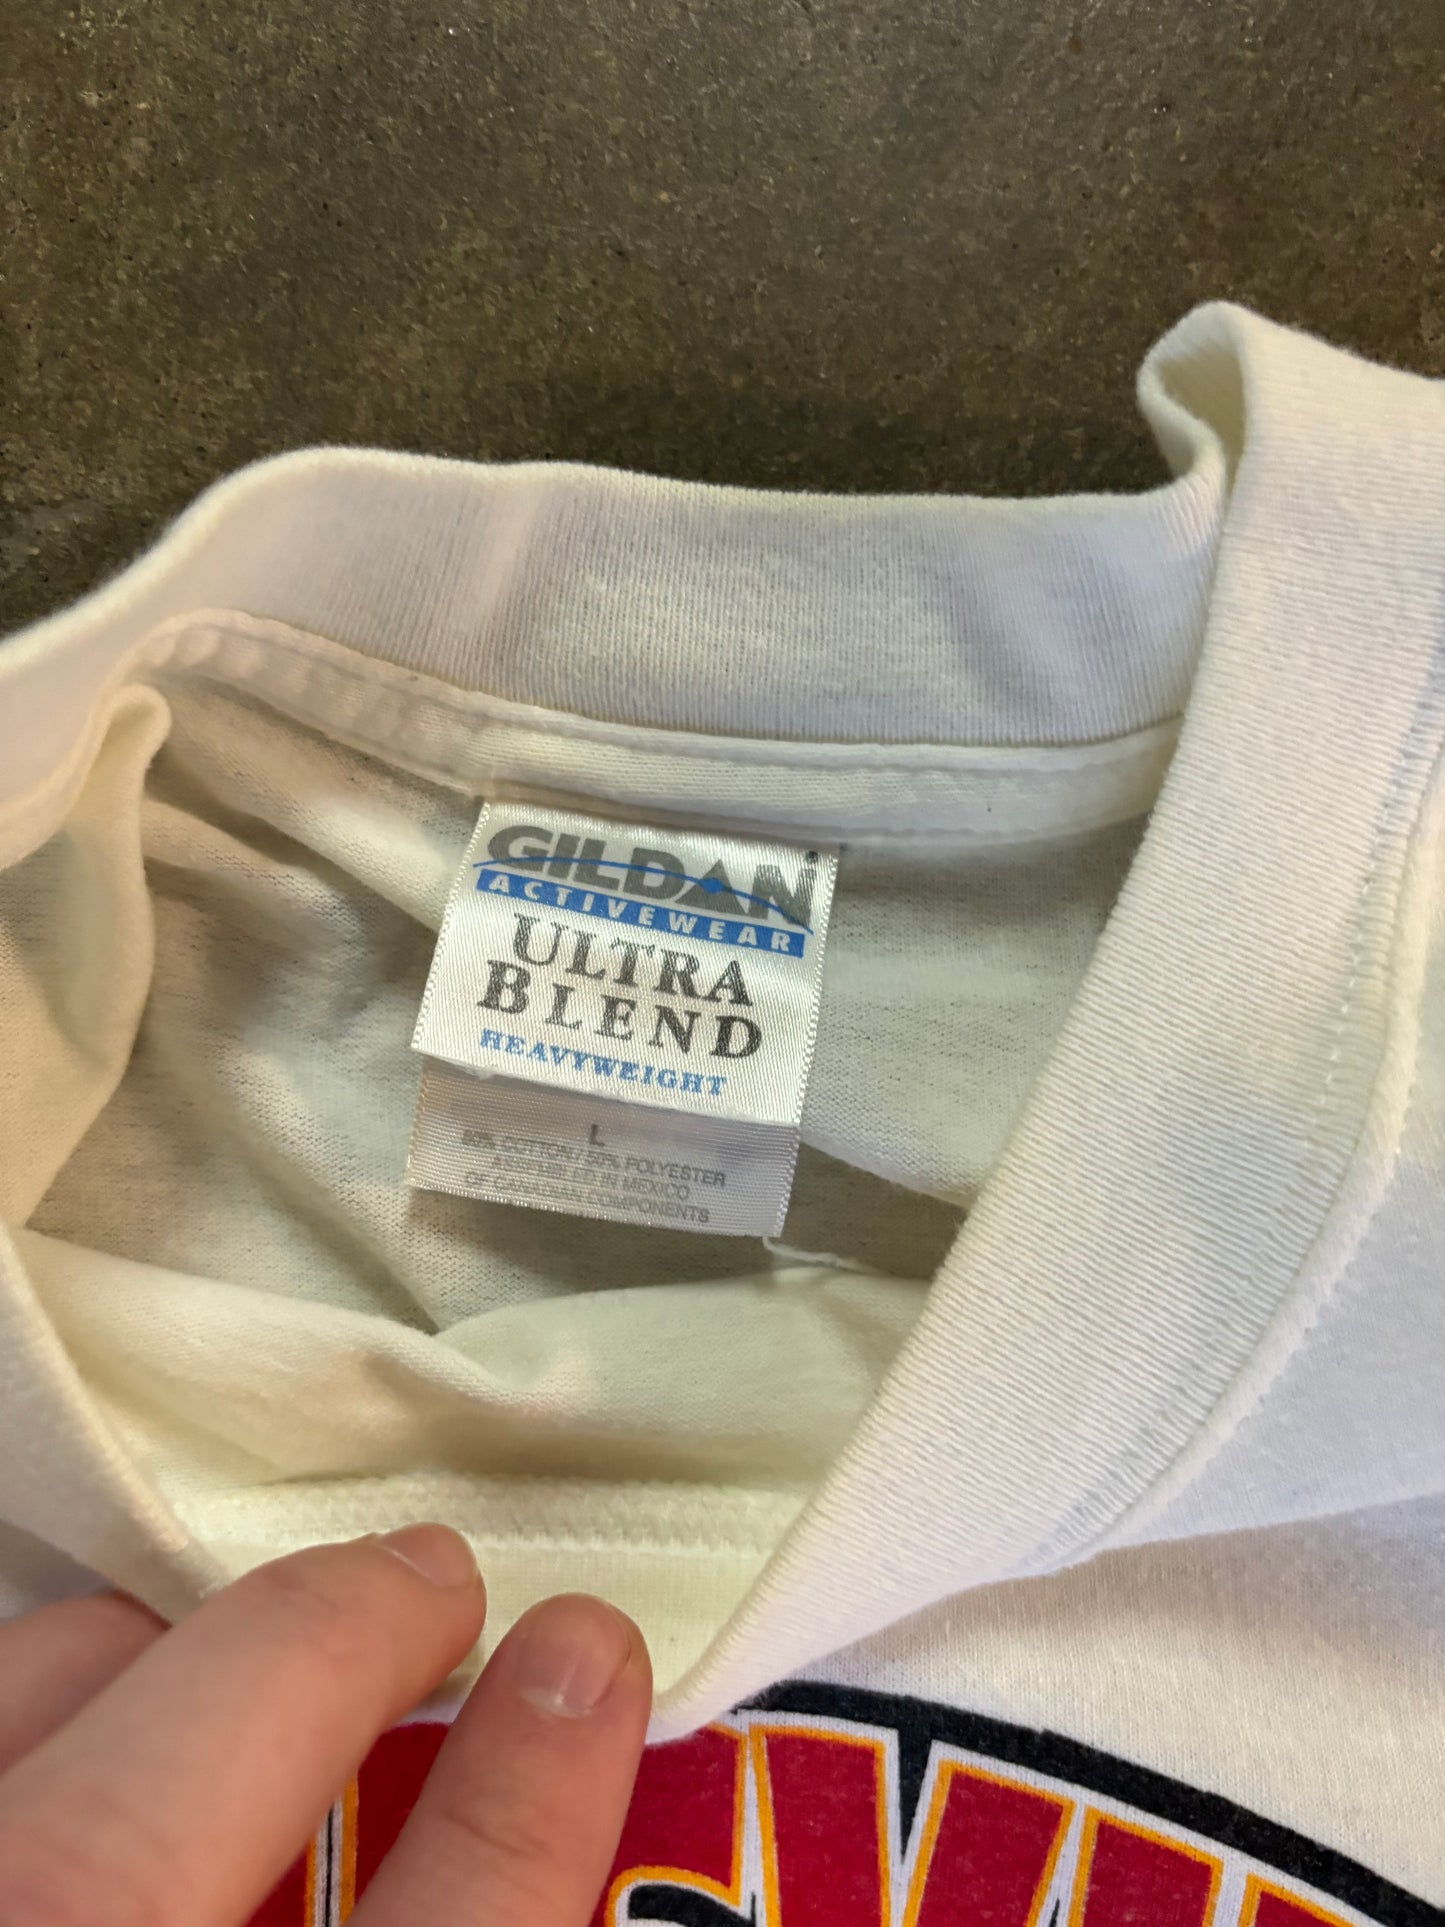 GILDAN
ACTIVEWEAR
ULTRA
BLEND
HEAVYWEIGHT
L
50% COTTON / 50% POLYESTER
ASSEMBLED IN MEXICO
OF CANADIAN COMPONENTS